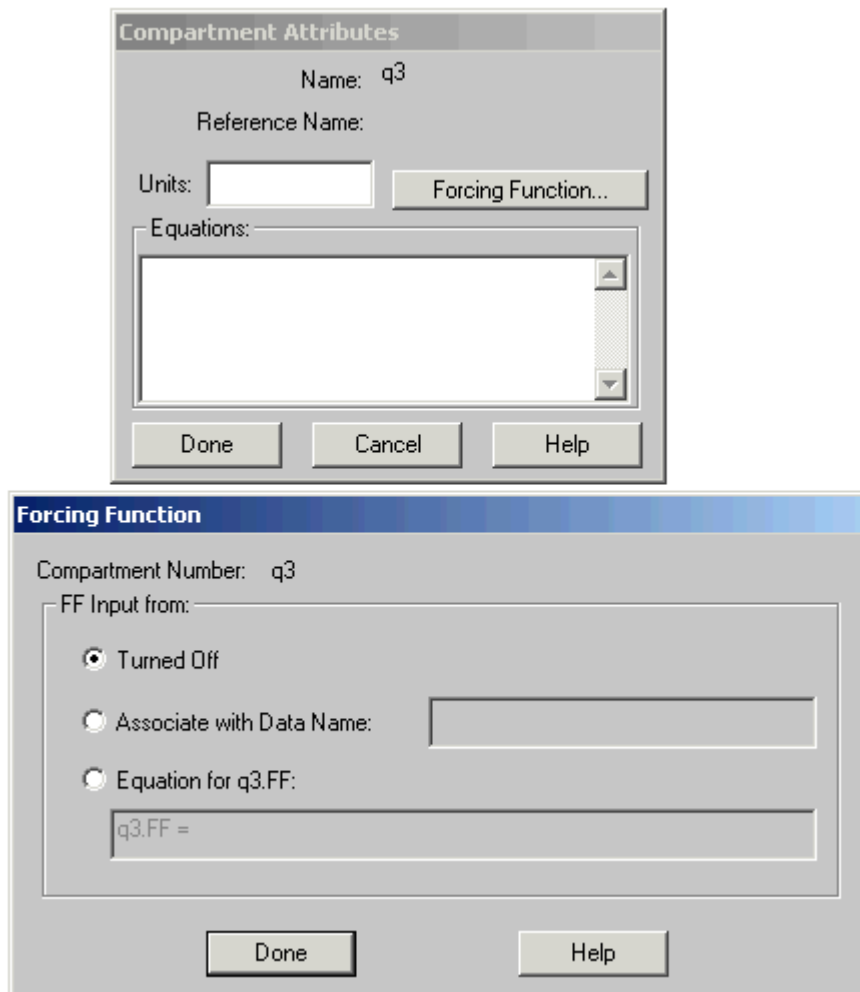 Compartment Attributes
Name: q3
Reference Name:
Units:
Forcing Function...
Equations:
Done
Cancel
Help
Forcing Function
Compartment Number: q3
FF Input from:
Turned Off
Associate with Data Name:
Equation for q3.FF:
q3.FF =
Done
Help